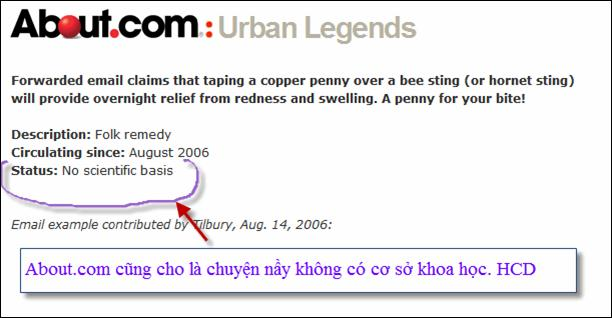 About.com.: Urban Legends
Forwarded email claims that taping a copper penny over a bee sting (or hornet sting)
will provide overnight relief from redness and swelling. A penny for your bite!
Description: Folk remedy
Circulating since: August 2006
Status: No scientific basis
Email example contributed by Tilbury, Aug. 14, 2006:
About.com cũng cho là chuyện nầy không có cơ sở khoa học. HCD